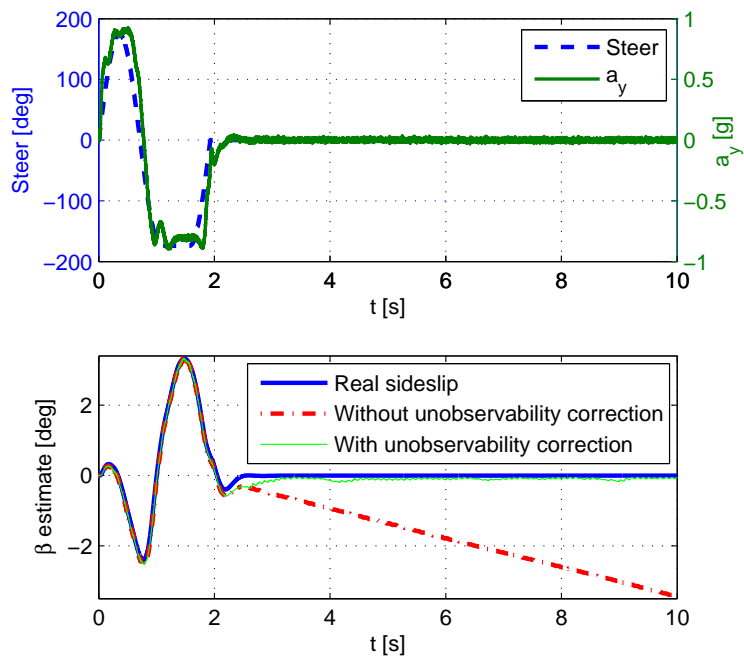 200
100
0
−100
−200
Steer [deg]
1
0.5
0
−0.5
−1
a_y [g]
Steer
a_y
0 2 4 6 8 10
t [s]
2
0
−2
β estimate [deg]
Real sideslip
Without unobservability correction
With unobservability correction
0 2 4 6 8 10
t [s]